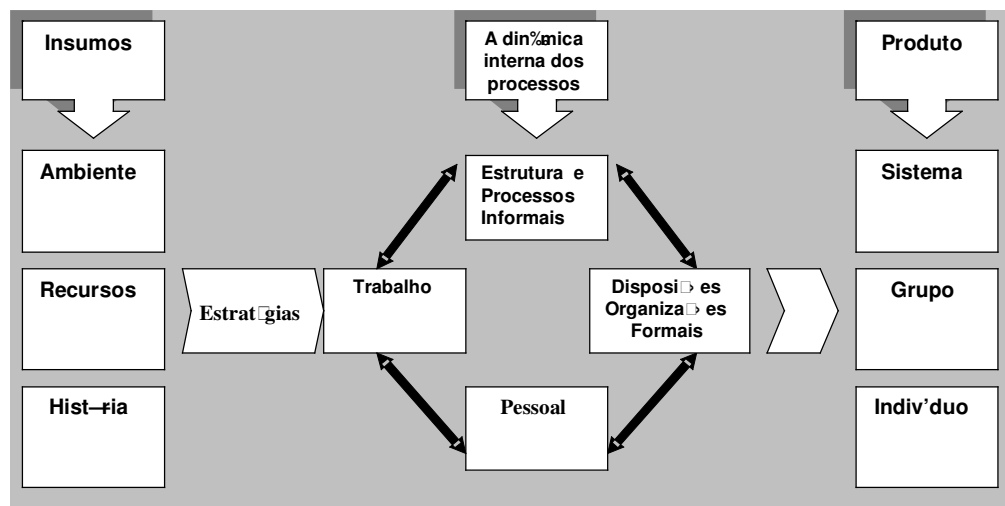 Insumos
A din‰mica
interna dos
processos
Produto
Ambiente
Estrutura e
Processos
Informais
Sistema
Recursos
Estrat□gias
Trabalho
Disposi□› es
Organiza□› es
Formais
Grupo
Hist—ria
Pessoal
Indiv’duo